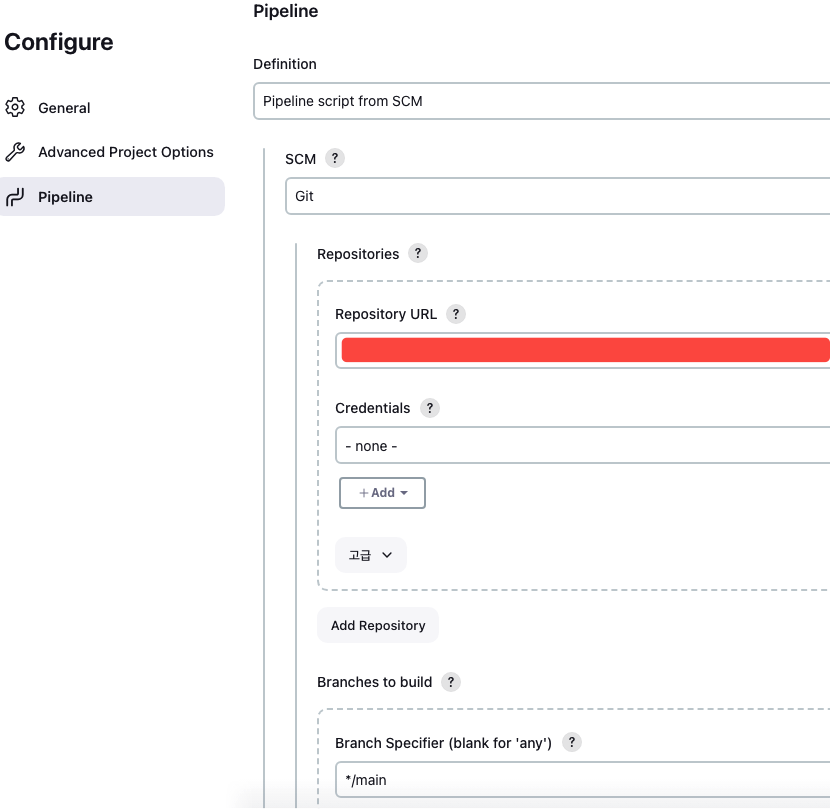 Pipeline
Configure
General
Advanced Project Options
Pipeline
Definition
Pipeline script from SCM
SCM ?
Git
Repositories ?
Repository URL ?
Credentials ?
- none -
+ Add
고급
Add Repository
Branches to build ?
Branch Specifier (blank for 'any') ?
*/main